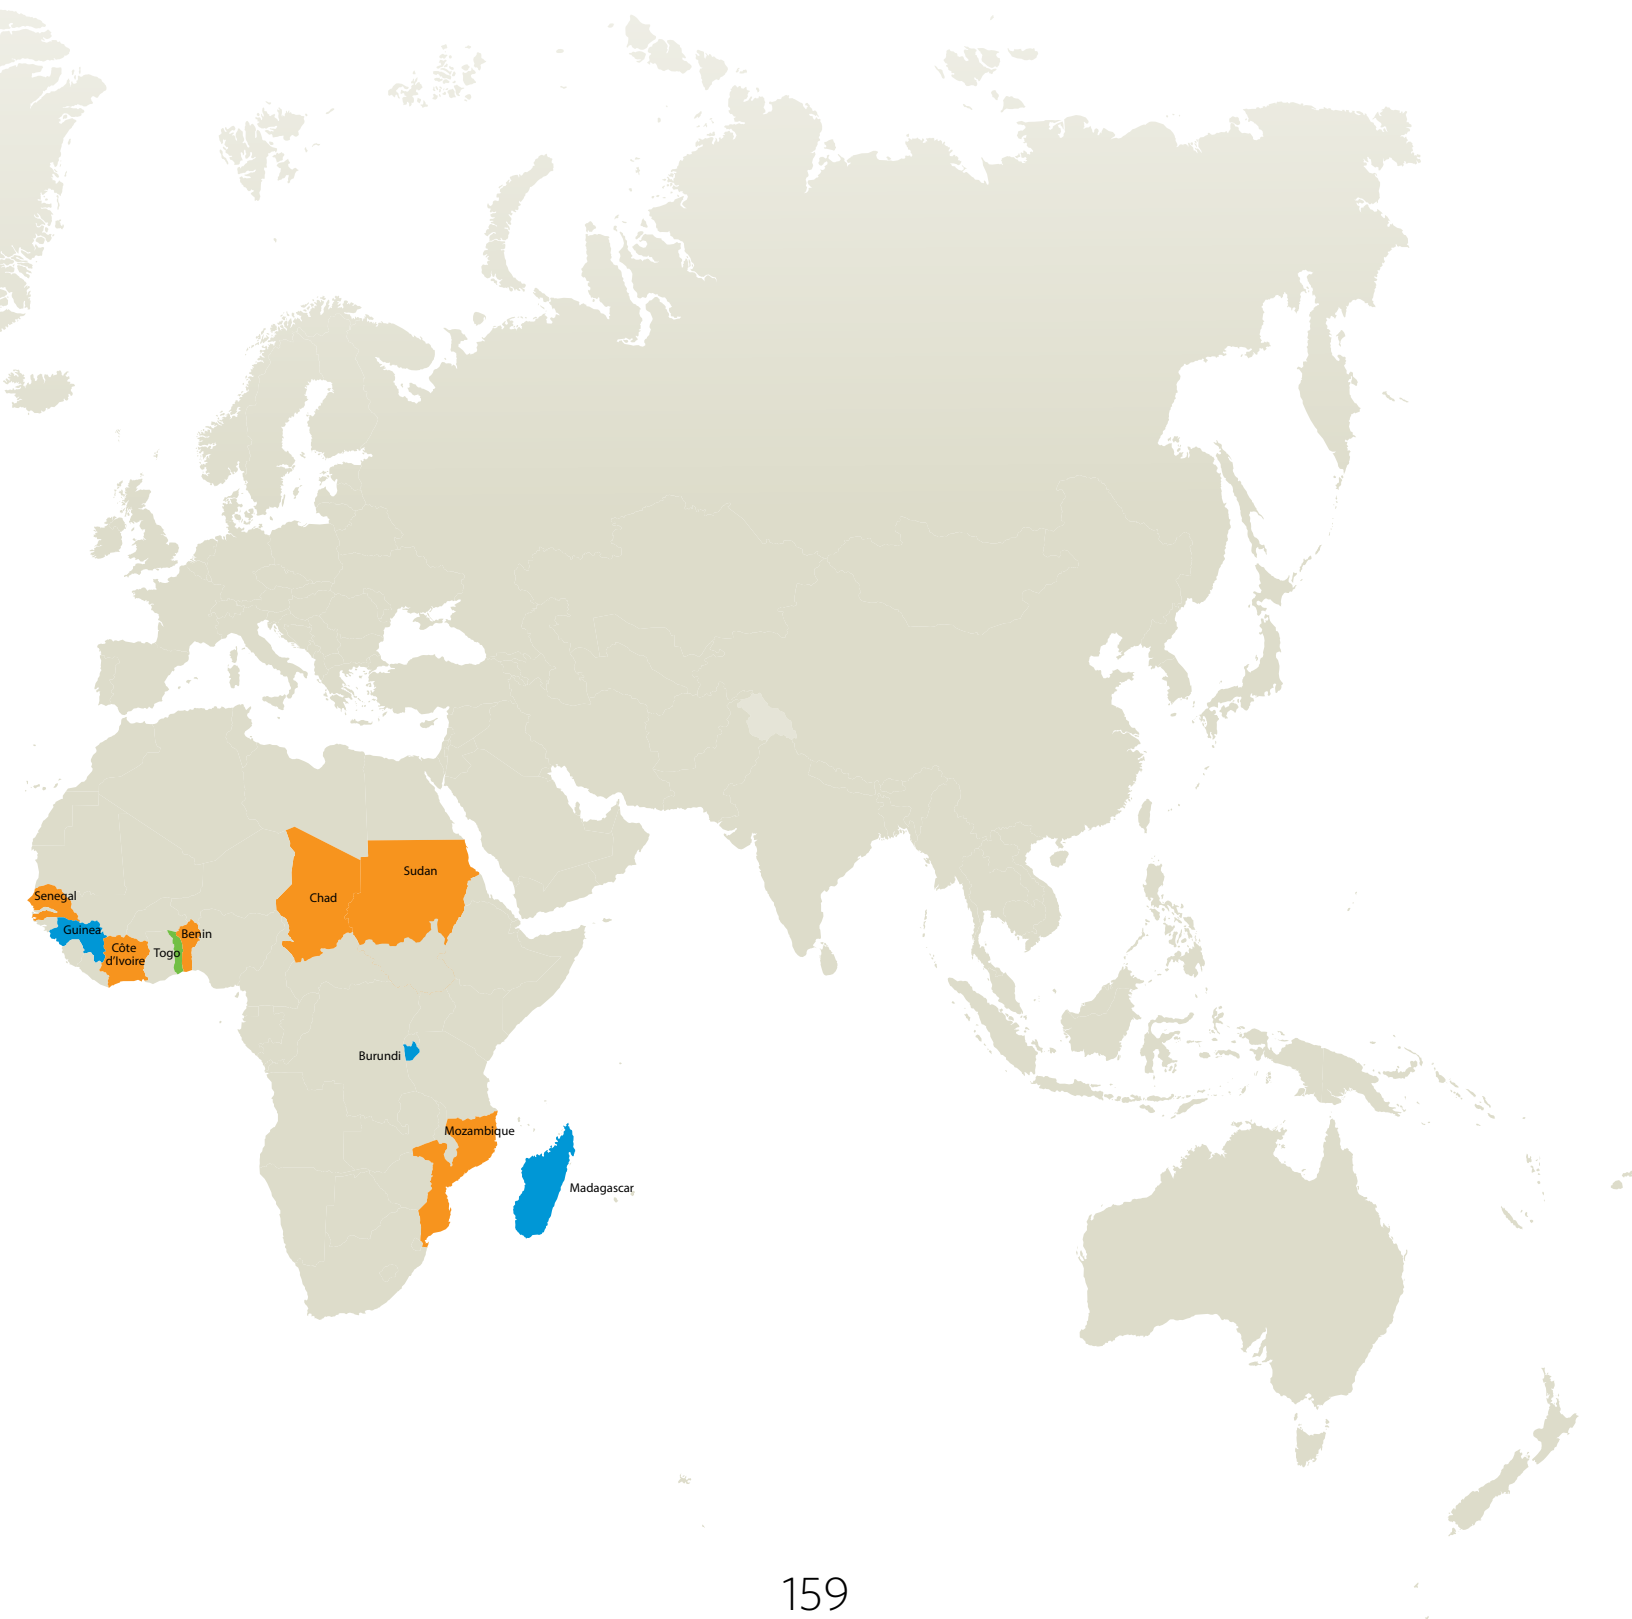 Sudan
Chad
Senegal
Guinea
Benin
Côte
d'Ivoire
Togo
Burundi
Mozambique
Madagascar
159